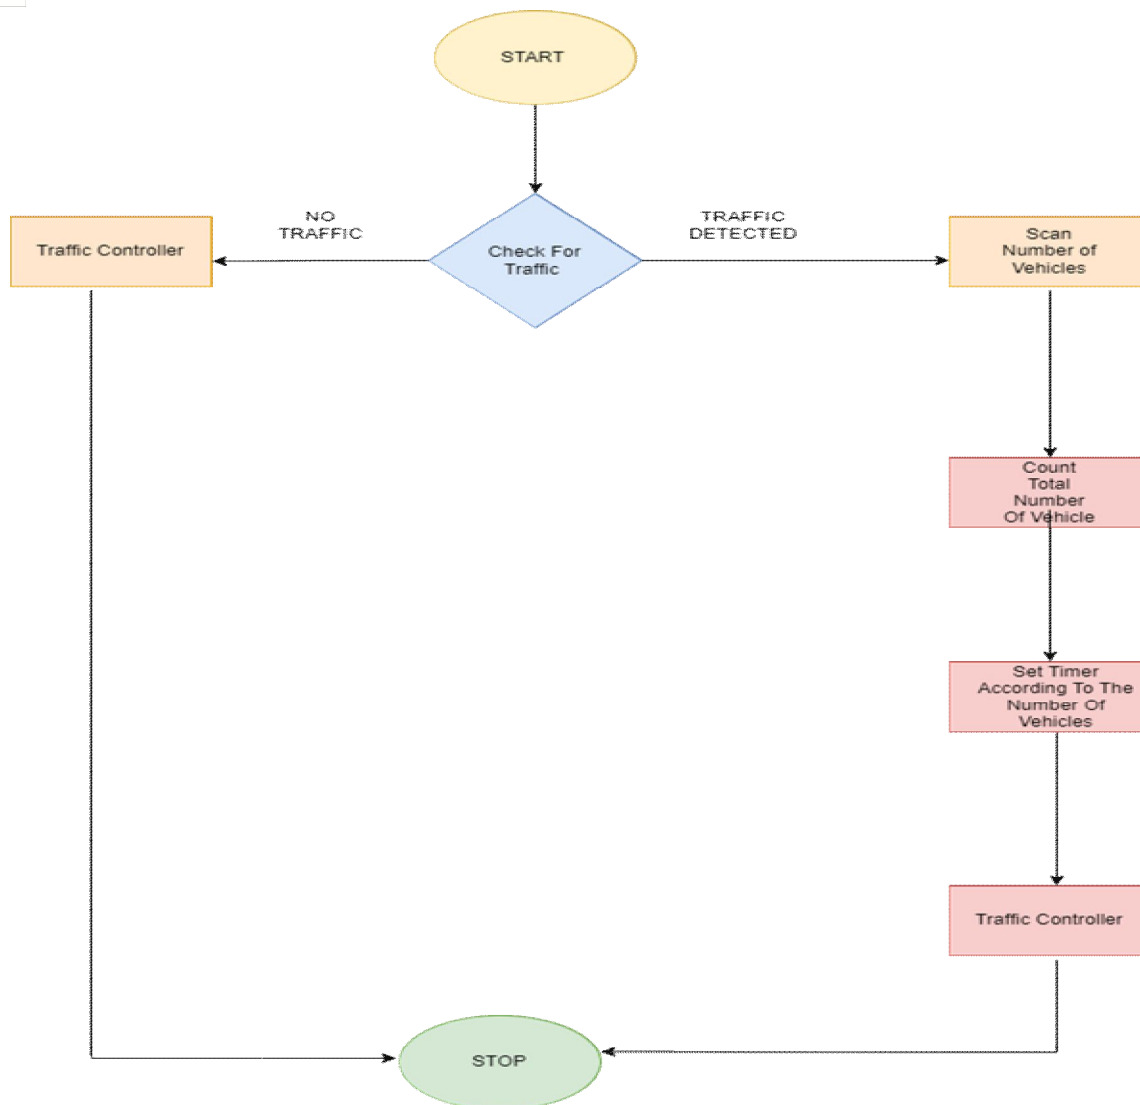 START
NO
TRAFFIC
TRAFFIC
DETECTED
Traffic Controller
Check For
Traffic
Scan
Number of
Vehicles
Count
Total
Number
Of Vehicle
Set Timer
According To The
Number Of
Vehicles
Traffic Controller
STOP